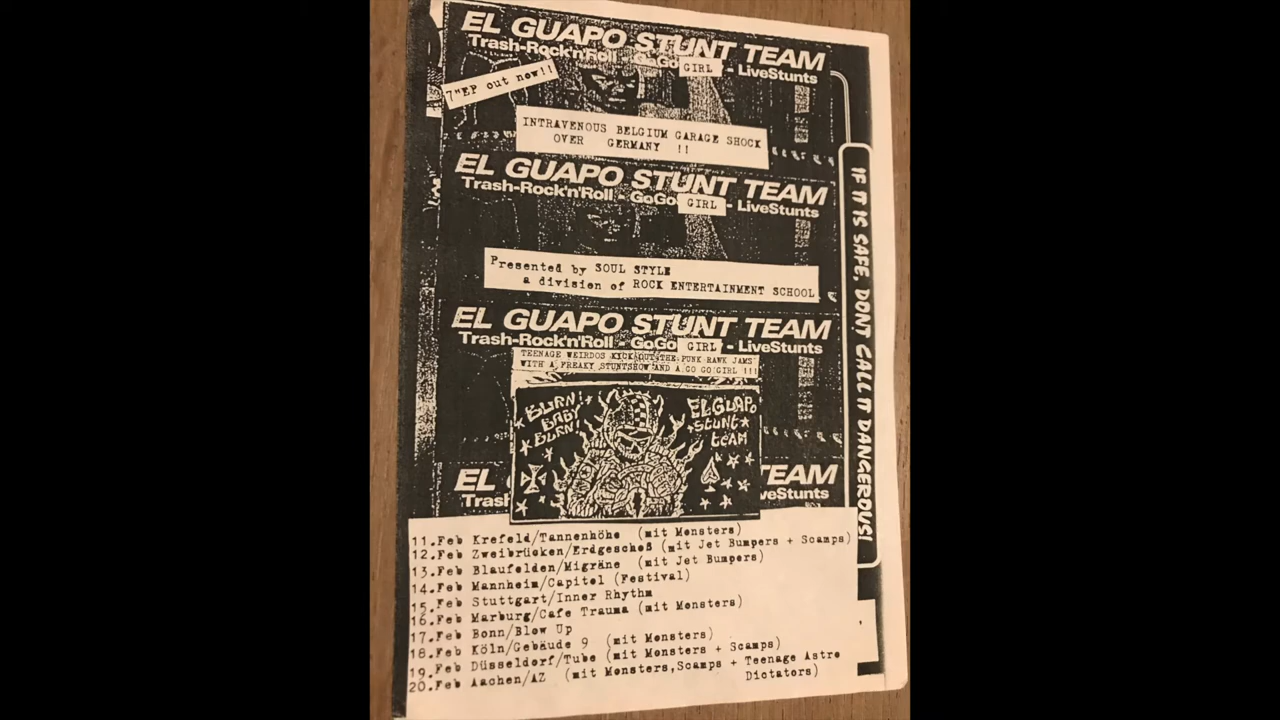 EL GUAPO STUNT TEAM
Trash-Rock'n'Roll - GoGo GIRL - LiveStunts
7"EP out now!!
INTRAVENOUS BELGIUM GARAGE SHOCK
OVER GERMANY !!
EL GUAPO STUNT TEAM
Trash-Rock'n'Roll - GoGo GIRL - LiveStunts
Presented by SOUL STYLE
a division of ROCK ENTERTAINMENT SCHOOL
EL GUAPO STUNT TEAM
Trash-Rock'n'Roll - GoGo GIRL - LiveStunts
TEENAGE WEIRDOS KICK OUT THE PUNK RAWK JAMS
WITH A FREAKY STUNTSHOW AND A GO GO GIRL !!!
BURN!
BABY
BURN!
EL GUAPO
STUNT
TEAM
EL TEAM
Trash veStunts
IF IT IS SAFE, DONT CALL IT DANGEROUS!
11.Feb Krefeld/Tannenhöhe (mit Monsters)
12.Feb Zweibrücken/Erdgeschoß (mit Jet Bumpers + Scamps)
13.Feb Blaufelden/Migräne (mit Jet Bumpers)
14.Feb Mannheim/Capitol (Festival)
15.Feb Stuttgart/Inner Rhythm
16.Feb Marburg/Cafe Trauma (mit Monsters)
17.Feb Bonn/Blow Up
18.Feb Köln/Gebäude 9 (mit Monsters)
19.Feb Düsseldorf/Tube (mit Monsters + Scamps)
20.Feb Aachen/AZ (mit Monsters,Scamps + Teenage Astro
Dictators)